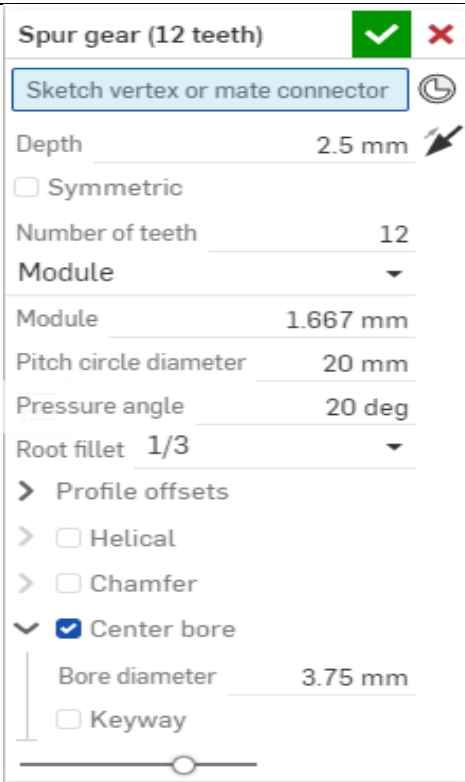 Spur gear (12 teeth)
Sketch vertex or mate connector
Depth 2.5 mm
Symmetric
Number of teeth 12
Module
Module 1.667 mm
Pitch circle diameter 20 mm
Pressure angle 20 deg
Root fillet 1/3
Profile offsets
Helical
Chamfer
Center bore
Bore diameter 3.75 mm
Keyway